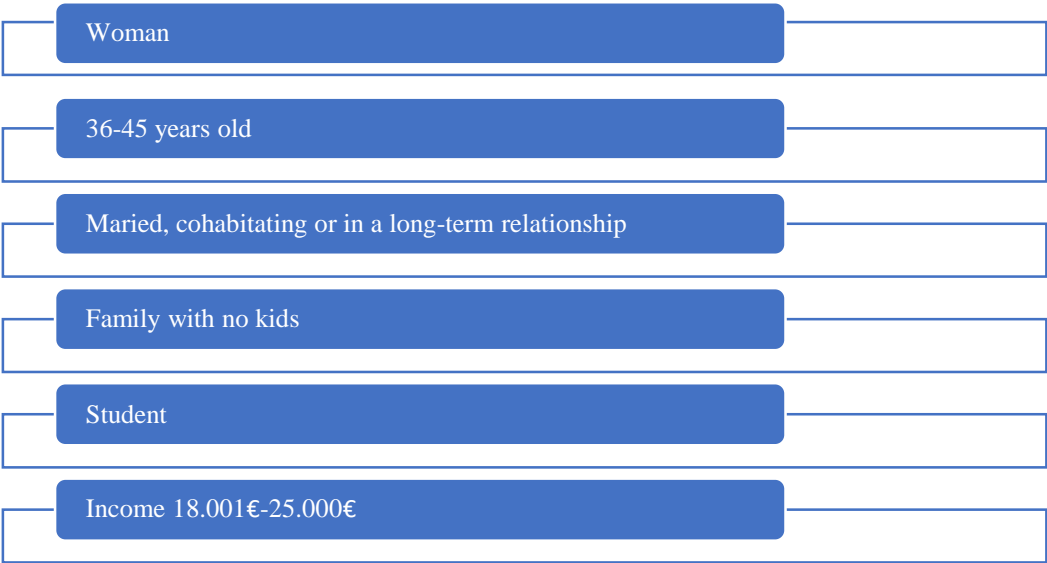 Woman
36-45 years old
Maried, cohabitating or in a long-term relationship
Family with no kids
Student
Income 18.001€-25.000€